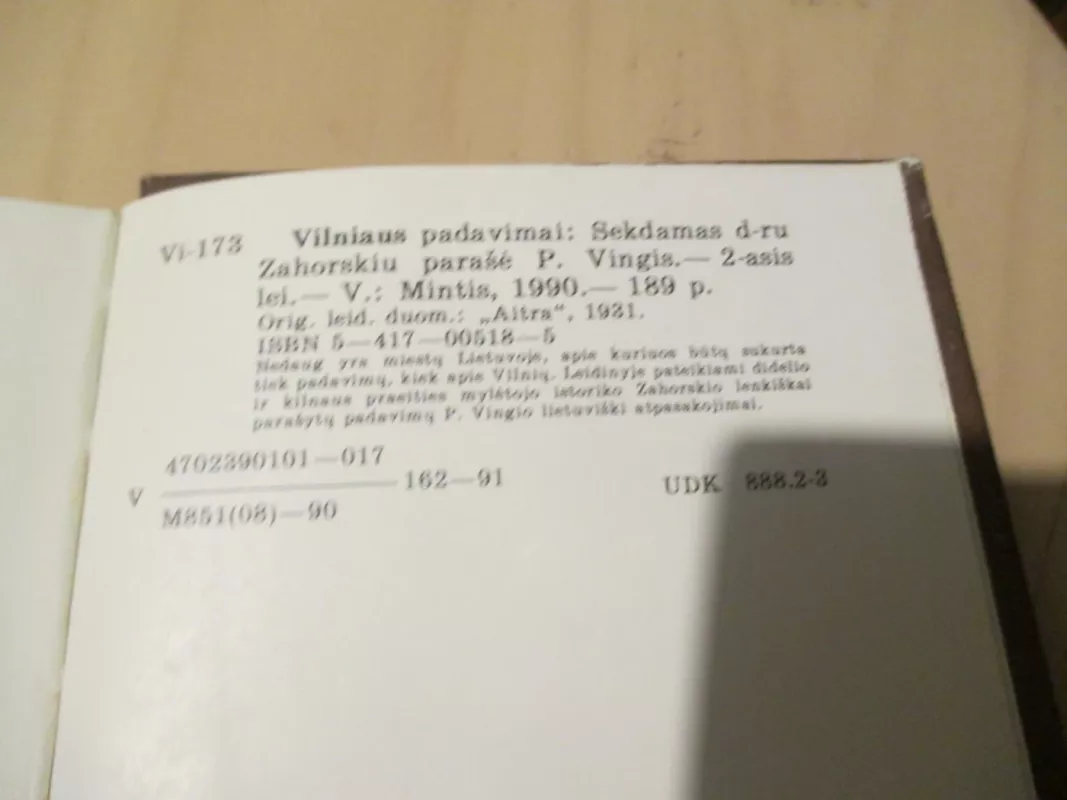 Vi-173 Vilniaus padavimai: Sekdamas d-ru
Zahorskiu parašė P. Vingis.— 2-asis
lei.— V.: Mintis, 1990.— 189 p.
Orig. leid. duom.: „Aitra“, 1931.
ISBN 5—417—00518—5
Nedaug yra miestų Lietuvoje, apie kuriuos būtų sukurta
tiek padavimų, kiek apie Vilnių. Leidinyje pateikiami didelio
ir kilnaus praeities mylėtojo istoriko Zahorskio lenkiškai
parašytų padavimų P. Vingio lietuviški atpasakojimai.
4702390101—017
V 162—91 UDK 888.2-3
M851(08)—90